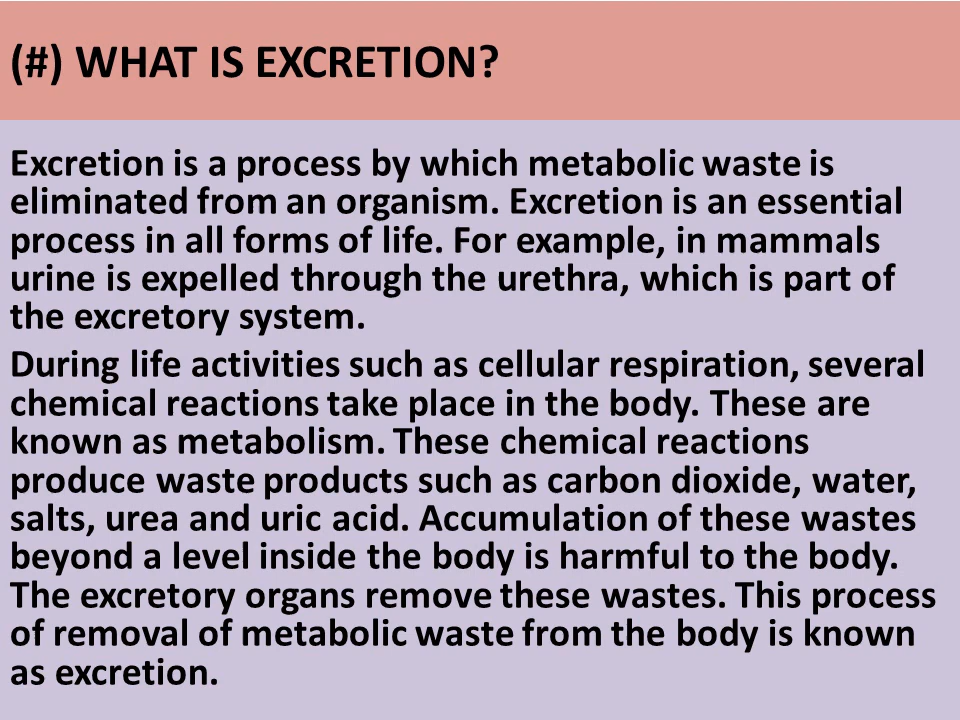 (#) WHAT IS EXCRETION?
Excretion is a process by which metabolic waste is
eliminated from an organism. Excretion is an essential
process in all forms of life. For example, in mammals
urine is expelled through the urethra, which is part of
the excretory system.
During life activities such as cellular respiration, several
chemical reactions take place in the body. These are
known as metabolism. These chemical reactions
produce waste products such as carbon dioxide, water,
salts, urea and uric acid. Accumulation of these wastes
beyond a level inside the body is harmful to the body.
The excretory organs remove these wastes. This process
of removal of metabolic waste from the body is known
as excretion.